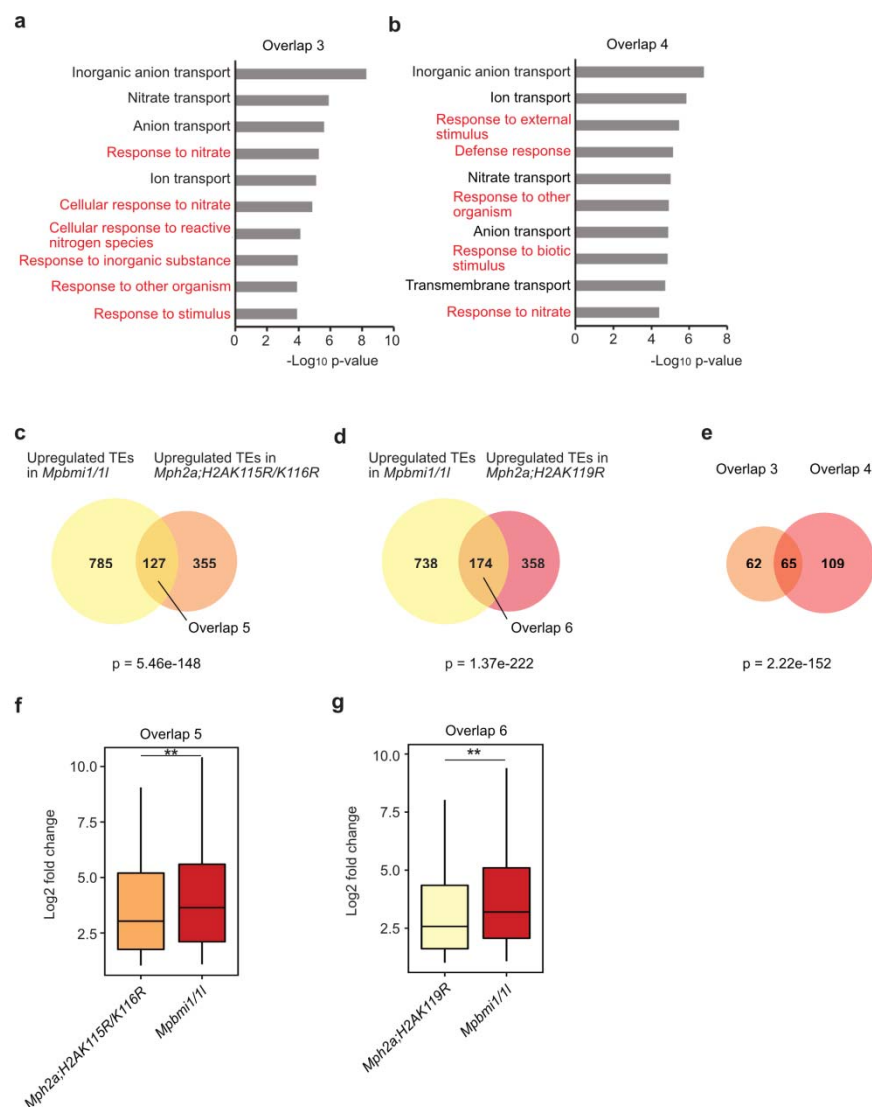 a
Overlap 3
Inorganic anion transport
Nitrate transport
Anion transport
Response to nitrate
Ion transport
Cellular response to nitrate
Cellular response to reactive
nitrogen species
Response to inorganic substance
Response to other organism
Response to stimulus
0 2 4 6 8 10
-Log10 p-value
b
Overlap 4
Inorganic anion transport
Ion transport
Response to external
stimulus
Defense response
Nitrate transport
Response to other
organism
Anion transport
Response to biotic
stimulus
Transmembrane transport
Response to nitrate
0 2 4 6 8
-Log10 p-value
c
Upregulated TEs
in Mpbmi1/1l
Upregulated TEs in
Mph2a;H2AK115R/K116R
785 127 355
Overlap 5
p = 5.46e-148
d
Upregulated TEs
in Mpbmi1/1l
Upregulated TEs in
Mph2a;H2AK119R
738 174 358
Overlap 6
p = 1.37e-222
e
Overlap 3 Overlap 4
62 65 109
p = 2.22e-152
f
Overlap 5
**
Log2 fold change
10.0
7.5
5.0
2.5
Mph2a;H2AK115R/K116R
Mpbmi1/1l
g
Overlap 6
**
Log2 fold change
10.0
7.5
5.0
2.5
Mph2a;H2AK119R
Mpbmi1/1l